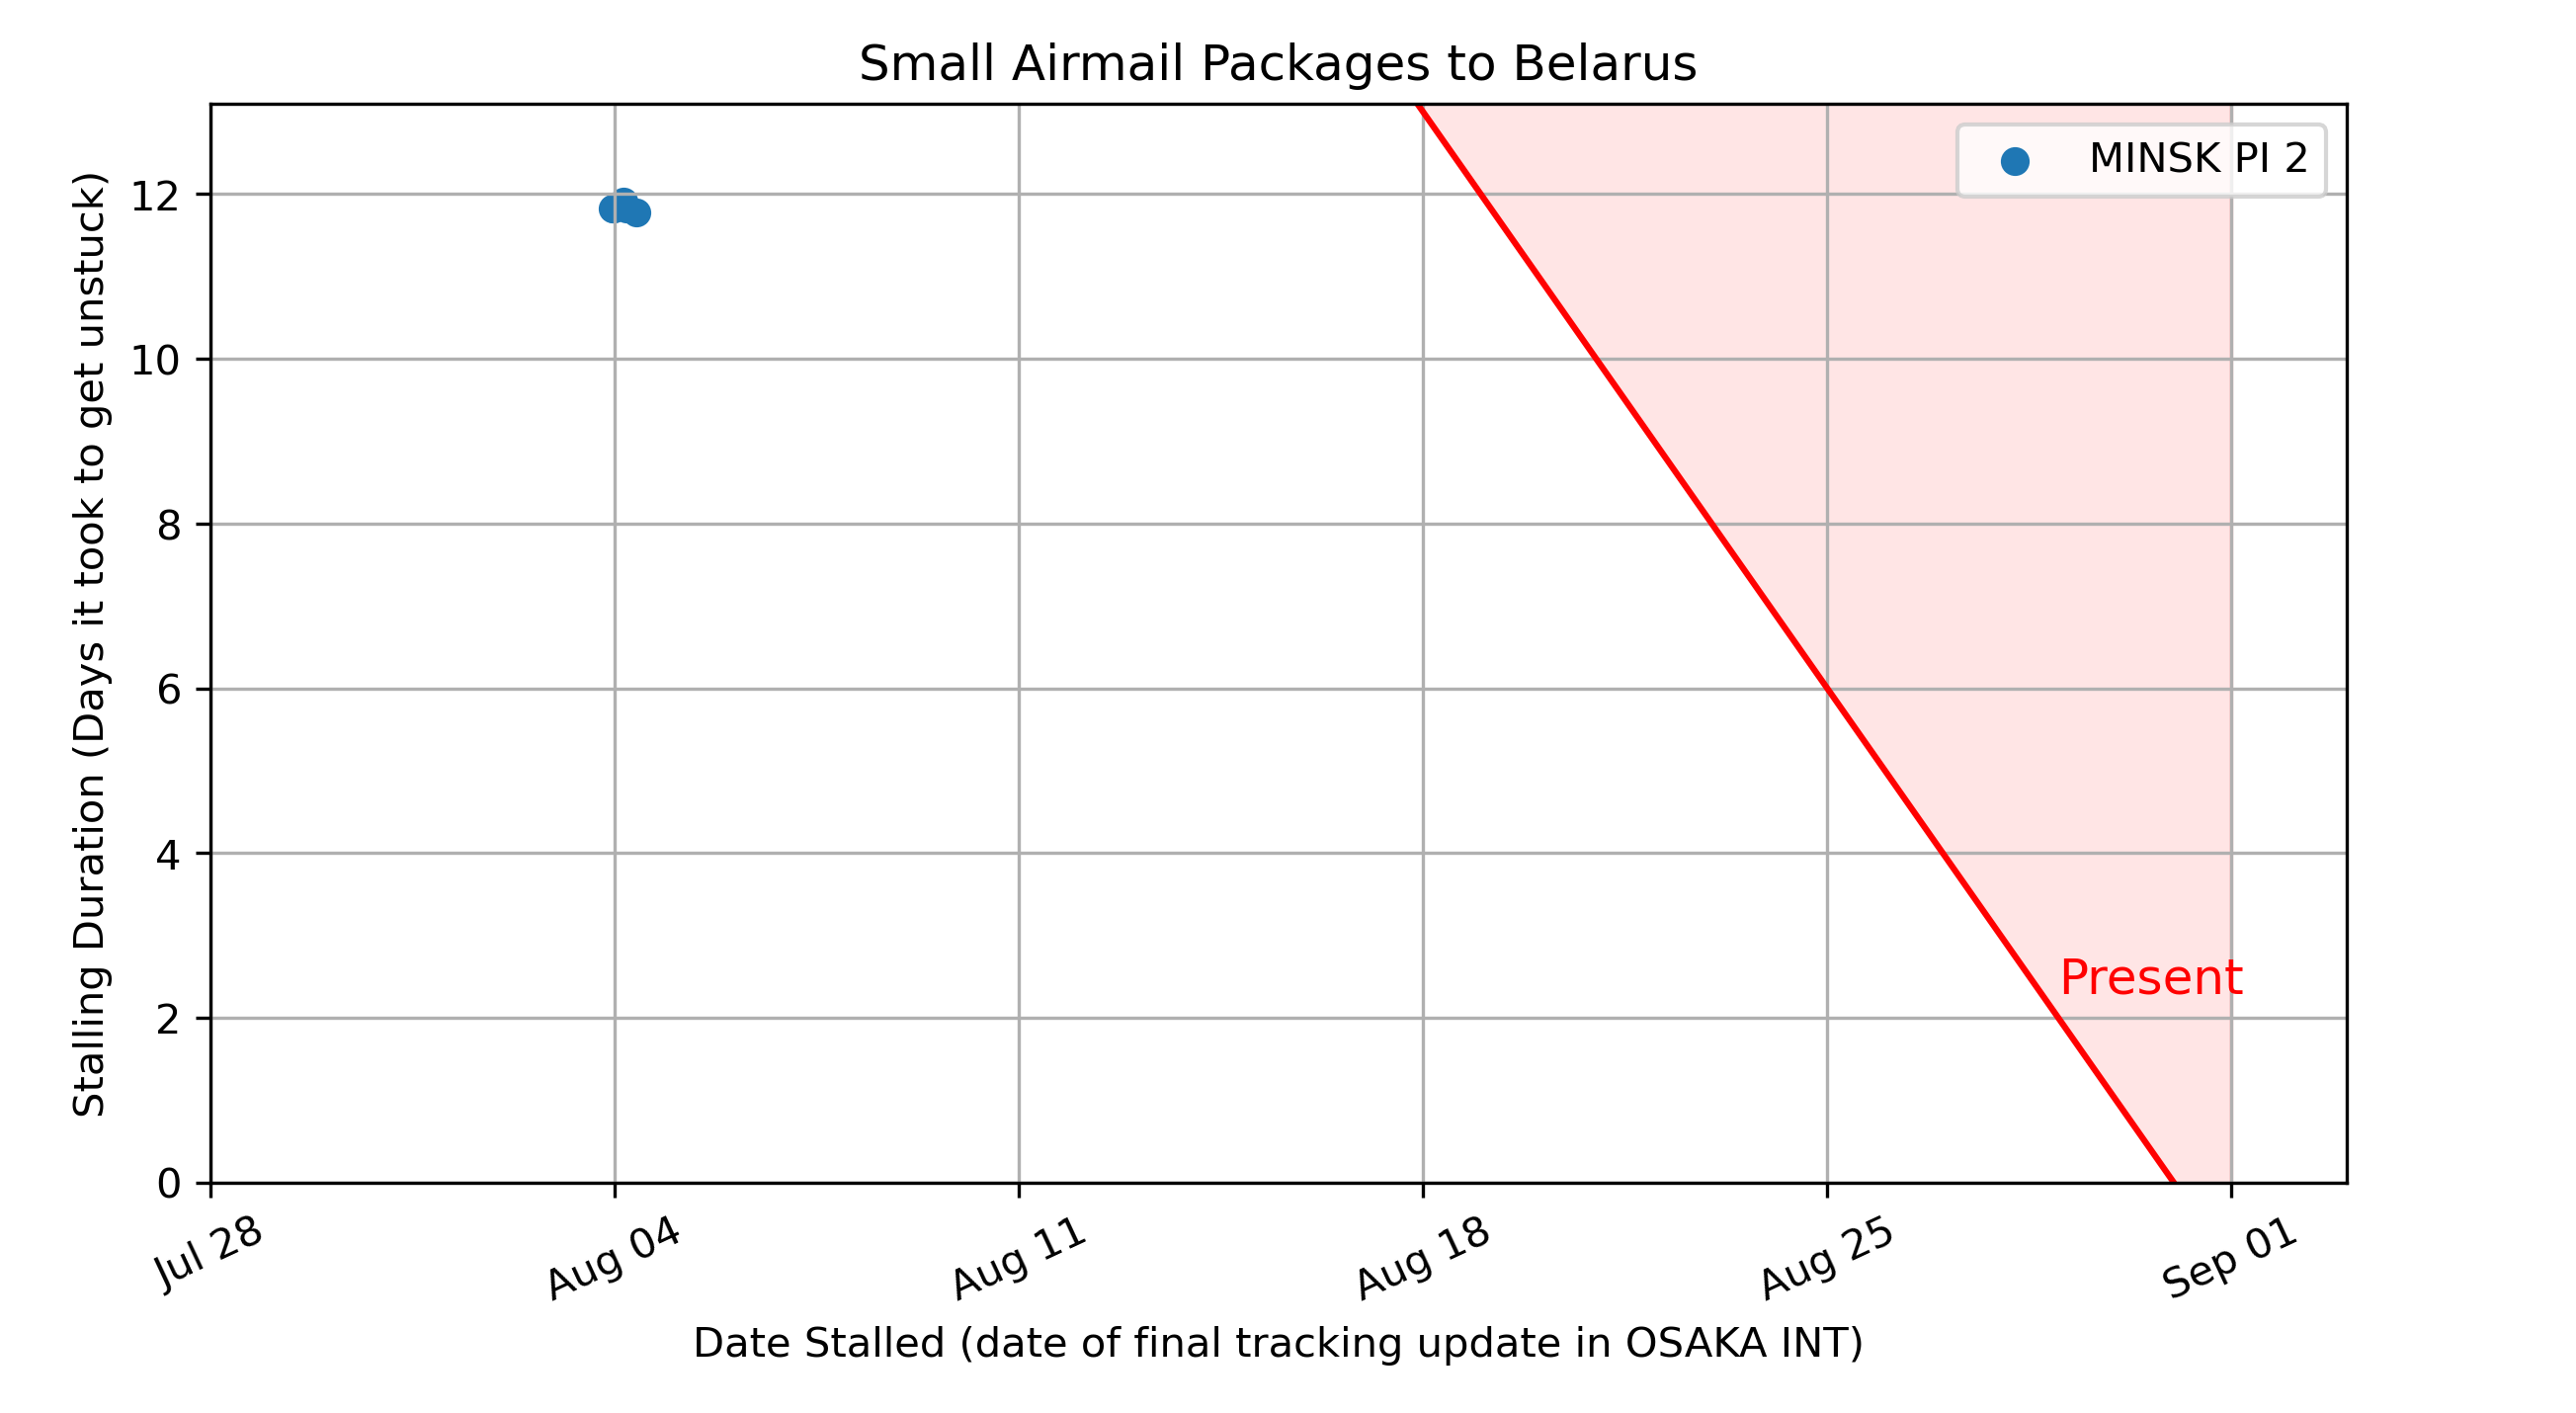 Small Airmail Packages to Belarus
MINSK PI 2
Stalling Duration (Days it took to get unstuck)
12
10
8
6
4
2
0
Present
Jul 28
Aug 04
Aug 11
Aug 18
Aug 25
Sep 01
Date Stalled (date of final tracking update in OSAKA INT)